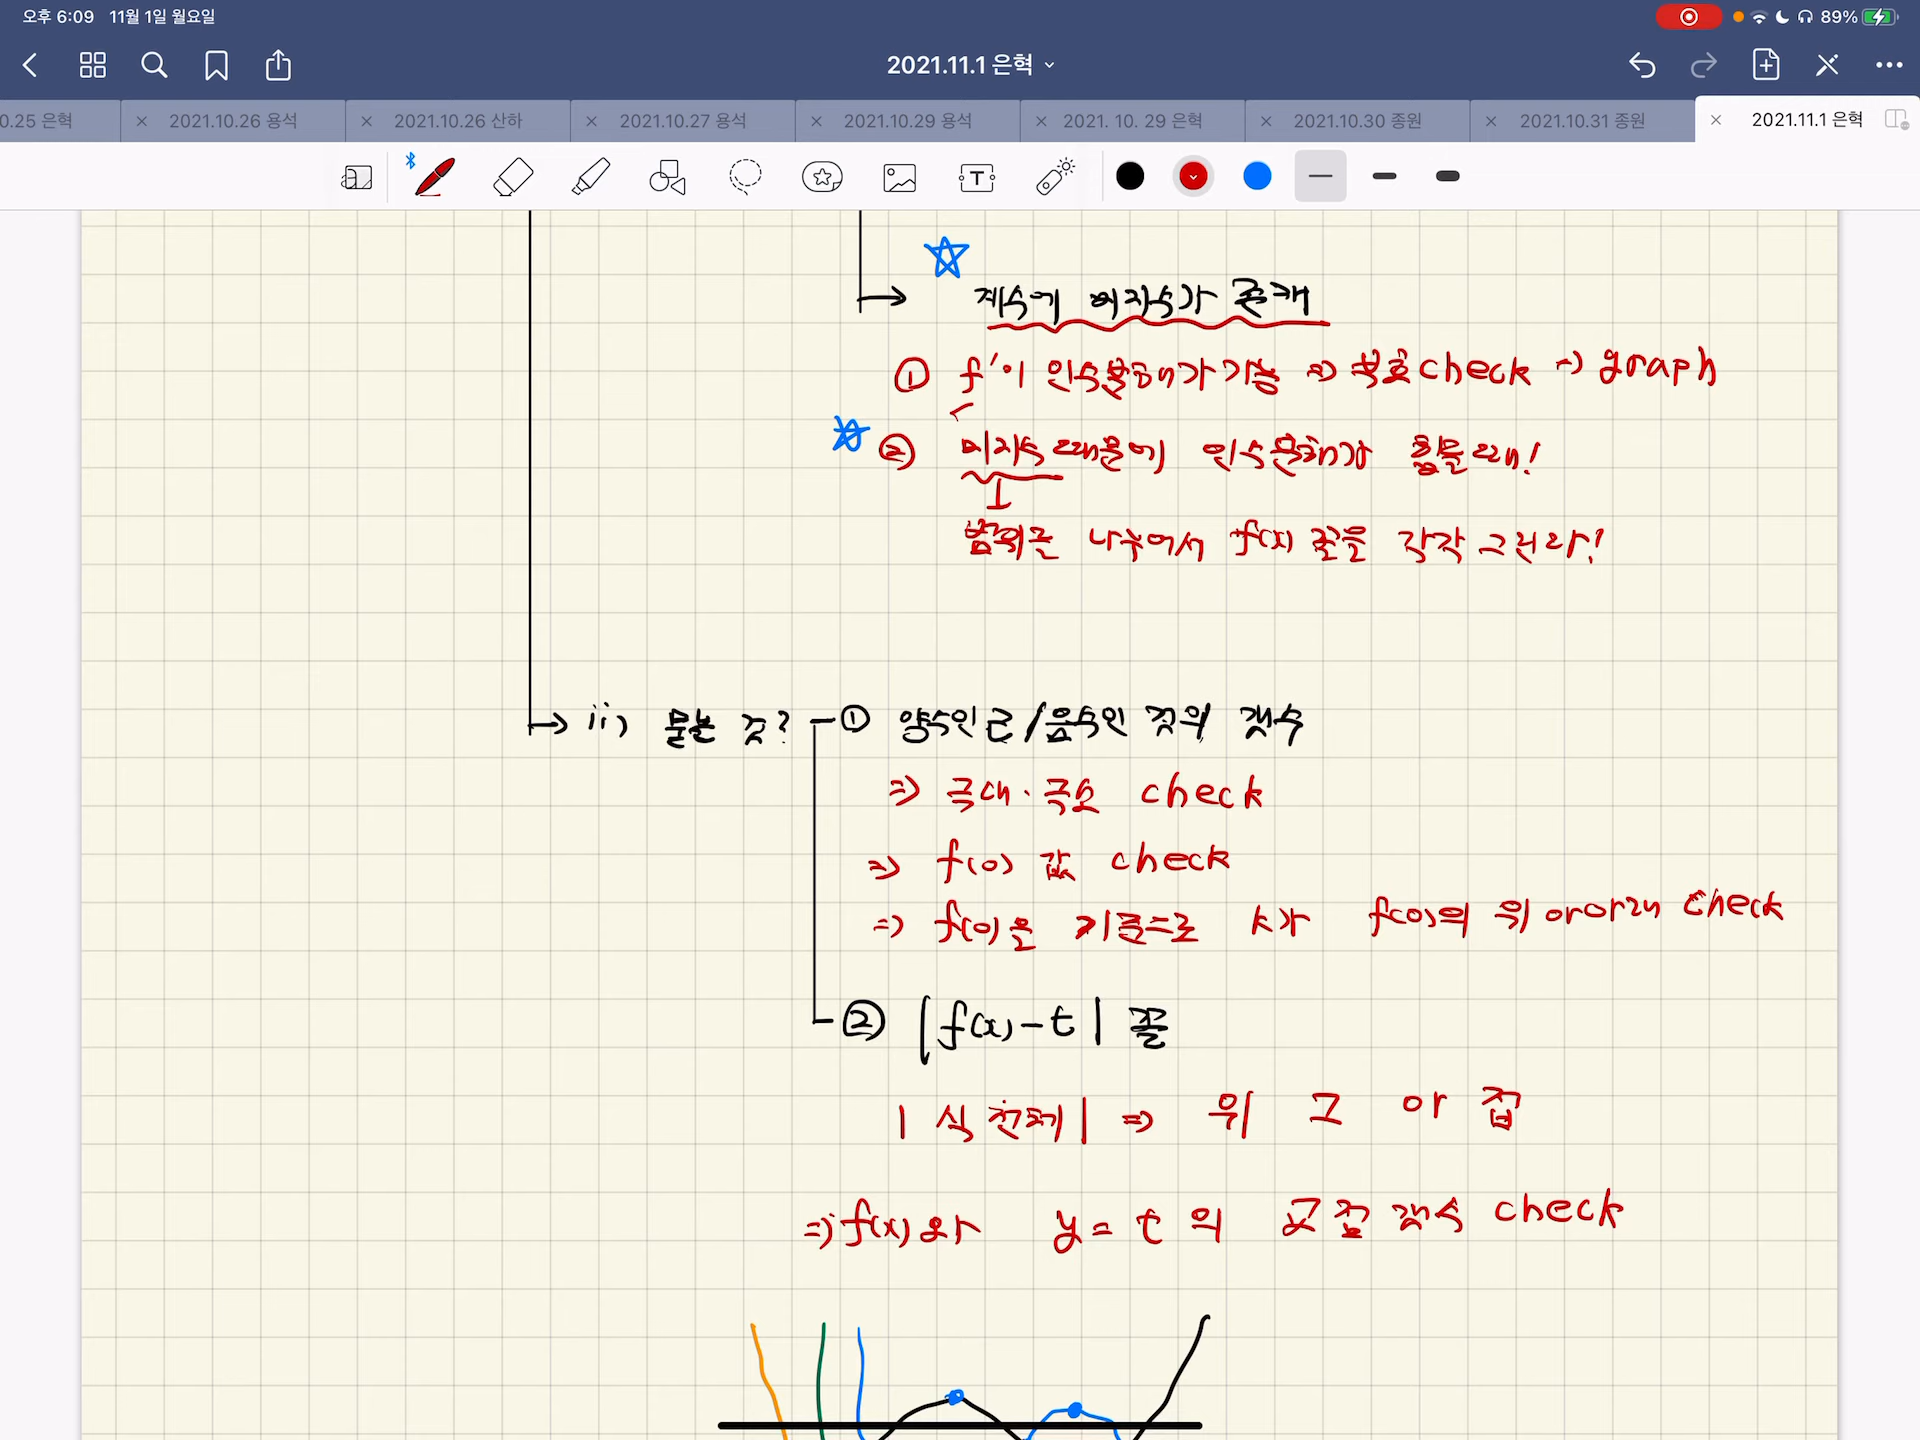 오후 6:09 11월 1일 월요일
89%
2021.11.1 은혁
0.25 은혁
2021.10.26 용석
2021.10.26 산하
2021.10.27 용석
2021.10.29 용석
2021. 10. 29 은혁
2021.10.30 종원
2021.10.31 종원
2021.11.1 은혁
계수에 미지수가 존재
① f'이 인수분해가 가능 ⇒ 부호 check → graph
② 미지수 때문에 인수분해가 힘들 때!
범위를 나누어서 f(x) 꼴을 각각 그린다!
ii) 묻는 것? ① 양수인 근/음수인 것의 갯수
⇒ 극대·극소 check
⇒ f(0) 값 check
⇒ f(0)을 기준으로 k가 f(0)의 위 아래 check
② |f(x)-t| 꼴
|식 전체| ⇒ 위 그 아 접
⇒ f(x)와 y=t의 교점 갯수 check